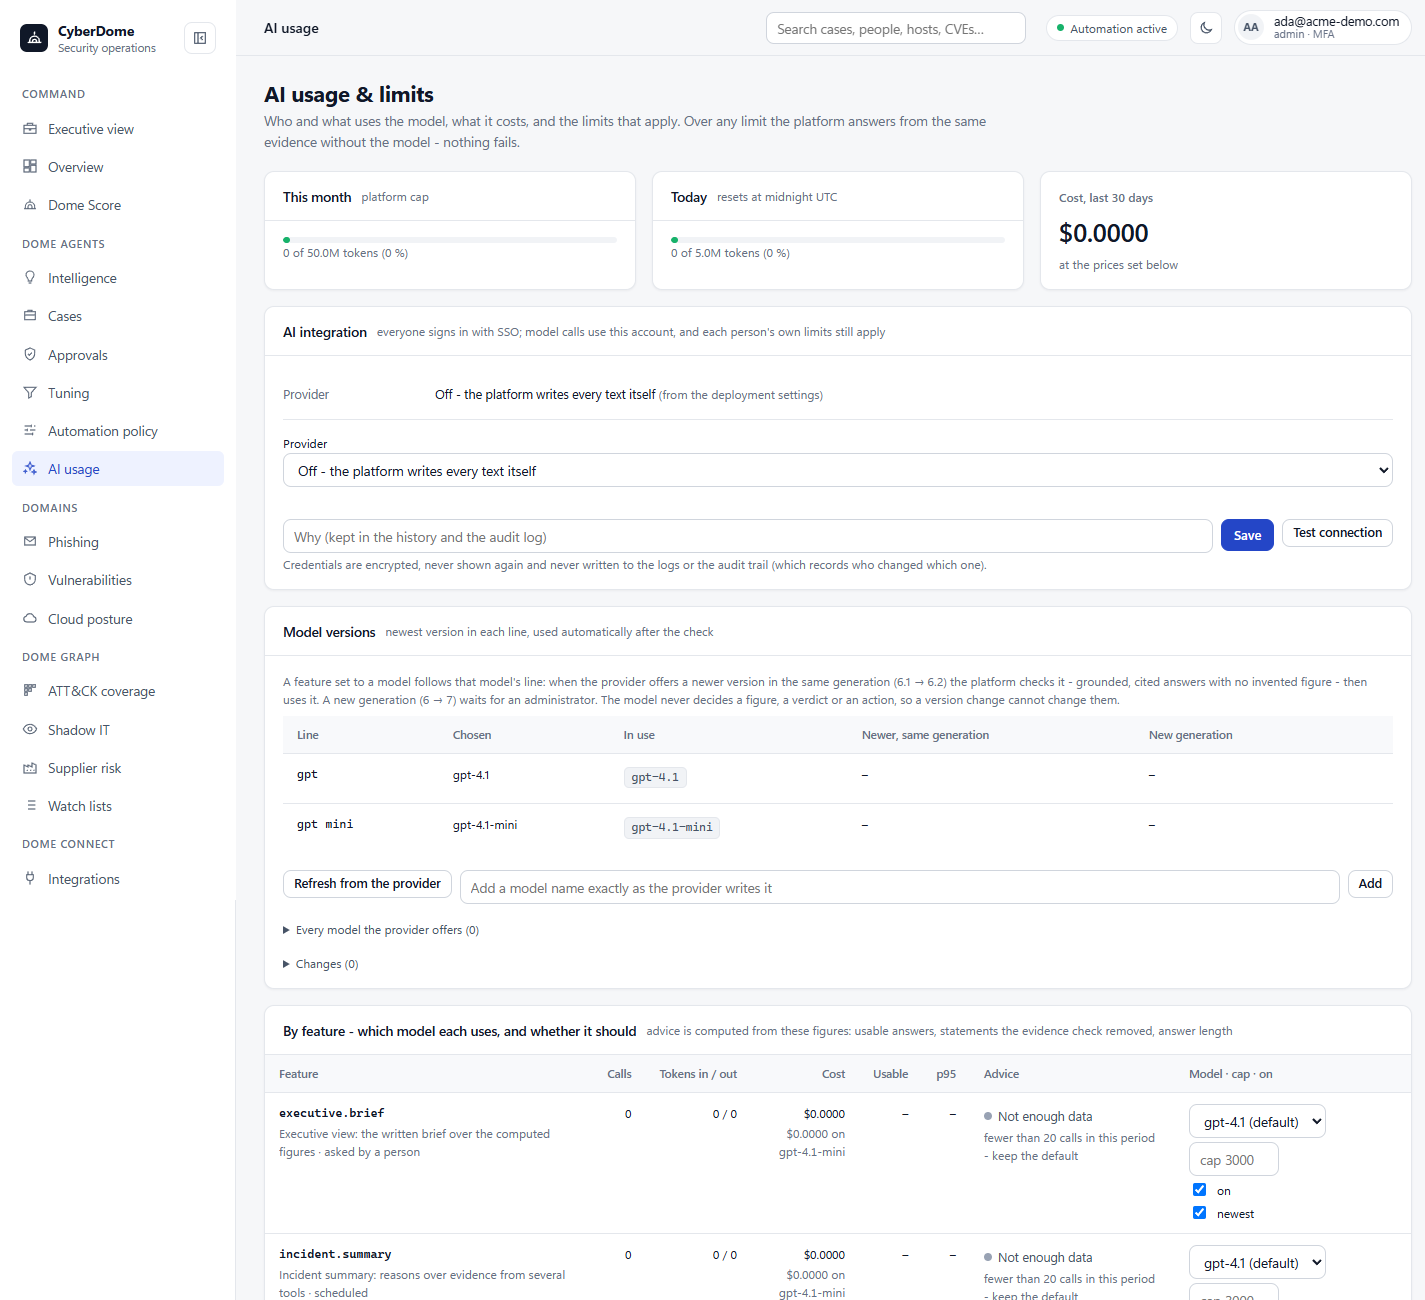 CyberDome
Security operations
COMMAND
Executive view
Overview
Dome Score
DOME AGENTS
Intelligence
Cases
Approvals
Tuning
Automation policy
AI usage
DOMAINS
Phishing
Vulnerabilities
Cloud posture
DOME GRAPH
ATT&CK coverage
Shadow IT
Supplier risk
Watch lists
DOME CONNECT
Integrations
AI usage
Search cases, people, hosts, CVEs...
Automation active
AA
ada@acme-demo.com
admin · MFA
AI usage & limits
Who and what uses the model, what it costs, and the limits that apply. Over any limit the platform answers from the same
evidence without the model - nothing fails.
This month platform cap
0 of 50.0M tokens (0 %)
Today resets at midnight UTC
0 of 5.0M tokens (0 %)
Cost, last 30 days
$0.0000
at the prices set below
AI integration everyone signs in with SSO; model calls use this account, and each person's own limits still apply
Provider Off - the platform writes every text itself (from the deployment settings)
Provider
Off - the platform writes every text itself
Why (kept in the history and the audit log) Save Test connection
Credentials are encrypted, never shown again and never written to the logs or the audit trail (which records who changed which one).
Model versions newest version in each line, used automatically after the check
A feature set to a model follows that model's line: when the provider offers a newer version in the same generation (6.1 → 6.2) the platform checks it - grounded, cited answers with no invented figure - then
uses it. A new generation (6 → 7) waits for an administrator. The model never decides a figure, a verdict or an action, so a version change cannot change them.
Line Chosen In use Newer, same generation New generation
gpt gpt-4.1 gpt-4.1 – –
gpt mini gpt-4.1-mini gpt-4.1-mini – –
Refresh from the provider Add a model name exactly as the provider writes it Add
Every model the provider offers (0)
Changes (0)
By feature - which model each uses, and whether it should advice is computed from these figures: usable answers, statements the evidence check removed, answer length
Feature Calls Tokens in / out Cost Usable p95 Advice Model · cap · on
executive.brief 0 0 / 0 $0.0000 – – Not enough data gpt-4.1 (default)
Executive view: the written brief over the computed $0.0000 on fewer than 20 calls in this period
figures · asked by a person gpt-4.1-mini - keep the default cap 3000
on
newest
incident.summary 0 0 / 0 $0.0000 – – Not enough data gpt-4.1 (default)
Incident summary: reasons over evidence from several $0.0000 on fewer than 20 calls in this period
tools · scheduled gpt-4.1-mini - keep the default cap 3000